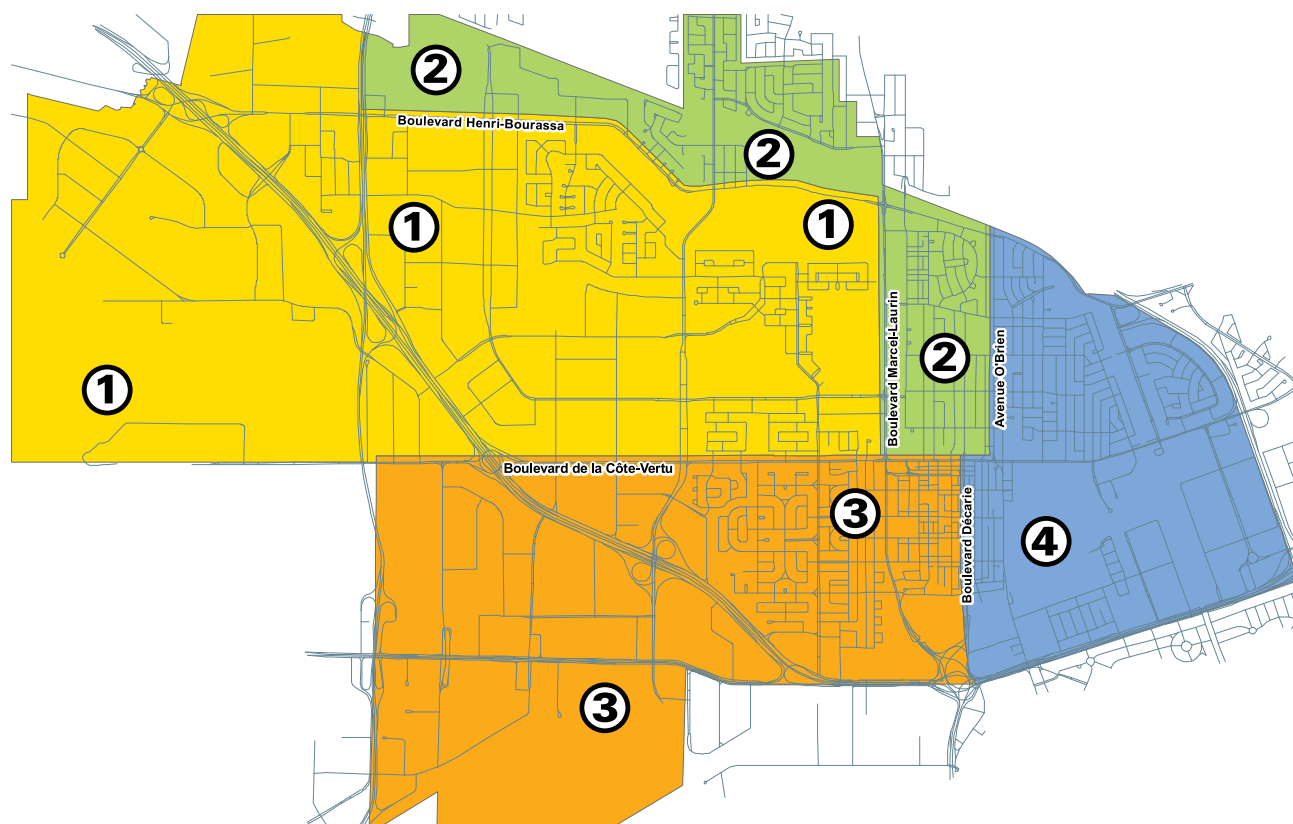 2
Boulevard Henri-Bourassa
2
1
1
Boulevard Marcel-Laurin
2
Avenue O'Brien
1
Boulevard de la Côte-Vertu
3
Boulevard Décarie
4
3